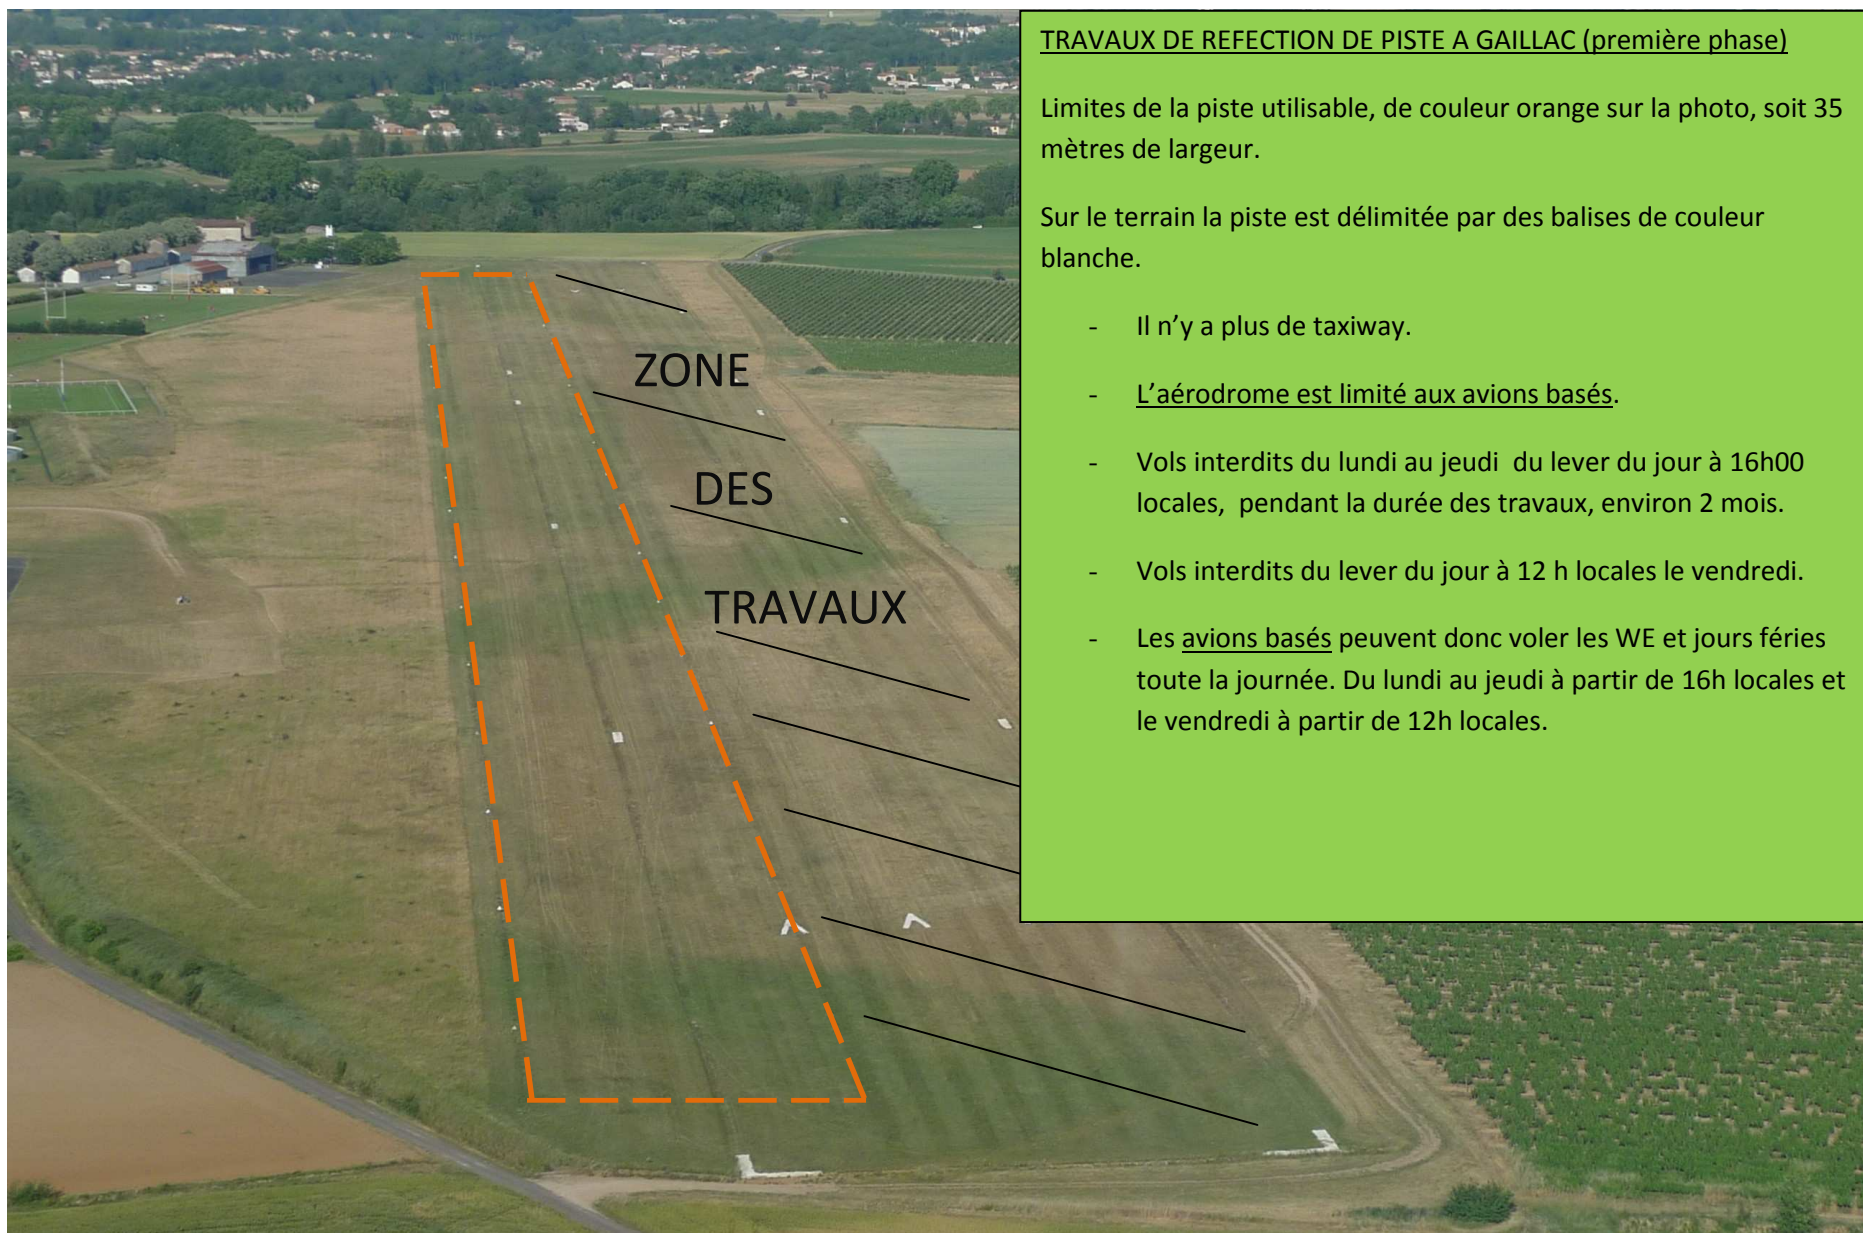 TRAVAUX DE REFECTION DE PISTE A GAILLAC (première phase)
Limites de la piste utilisable, de couleur orange sur la photo, soit 35
mètres de largeur.
Sur le terrain la piste est délimitée par des balises de couleur
blanche.
- Il n’y a plus de taxiway.
- L’aérodrome est limité aux avions basés.
- Vols interdits du lundi au jeudi  du lever du jour à 16h00
locales,  pendant la durée des travaux, environ 2 mois.
- Vols interdits du lever du jour à 12 h locales le vendredi.
- Les avions basés peuvent donc voler les WE et jours féries
toute la journée. Du lundi au jeudi à partir de 16h locales et
le vendredi à partir de 12h locales.
ZONE
DES
TRAVAUX